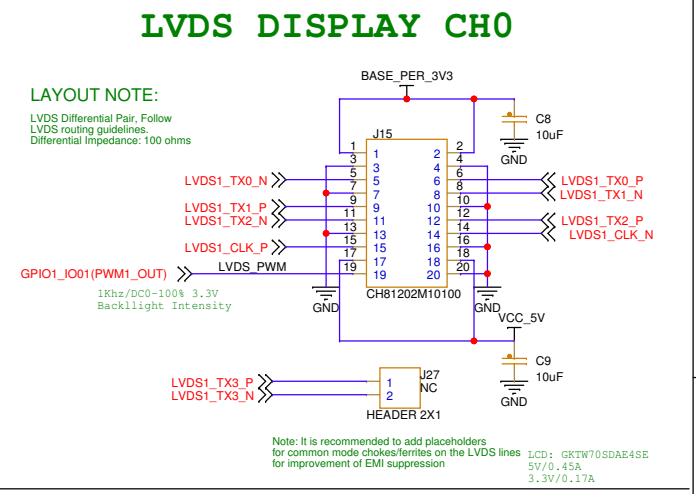 LVDS DISPLAY CH0
BASE_PER_3V3
LAYOUT NOTE:
LVDS Differential Pair, Follow
LVDS routing guidelines.
Differential Impedance: 100 ohms
C8
10uF
GND
J15
1 1 2 2
3 3 4 4
LVDS1_TX0_N 5 5 6 6 LVDS1_TX0_P
7 7 8 8 LVDS1_TX1_N
LVDS1_TX1_P 9 9 10 10
LVDS1_TX2_N 11 11 12 12 LVDS1_TX2_P
13 13 14 14 LVDS1_CLK_N
LVDS1_CLK_P 15 15 16 16
17 17 18 18
GPIO1_IO01(PWM1_OUT) LVDS_PWM 19 19 20 20
1Khz/DC0-100% 3.3V
Backllight Intensity
GND
CH81202M10100
GND
VCC_5V
C9
10uF
GND
J27
NC
LVDS1_TX3_P 1
LVDS1_TX3_N 2
HEADER 2X1
Note: It is recommended to add placeholders
for common mode chokes/ferrites on the LVDS lines
for improvement of EMI suppression
LCD: GKTW70SDAE4SE
5V/0.45A
3.3V/0.17A